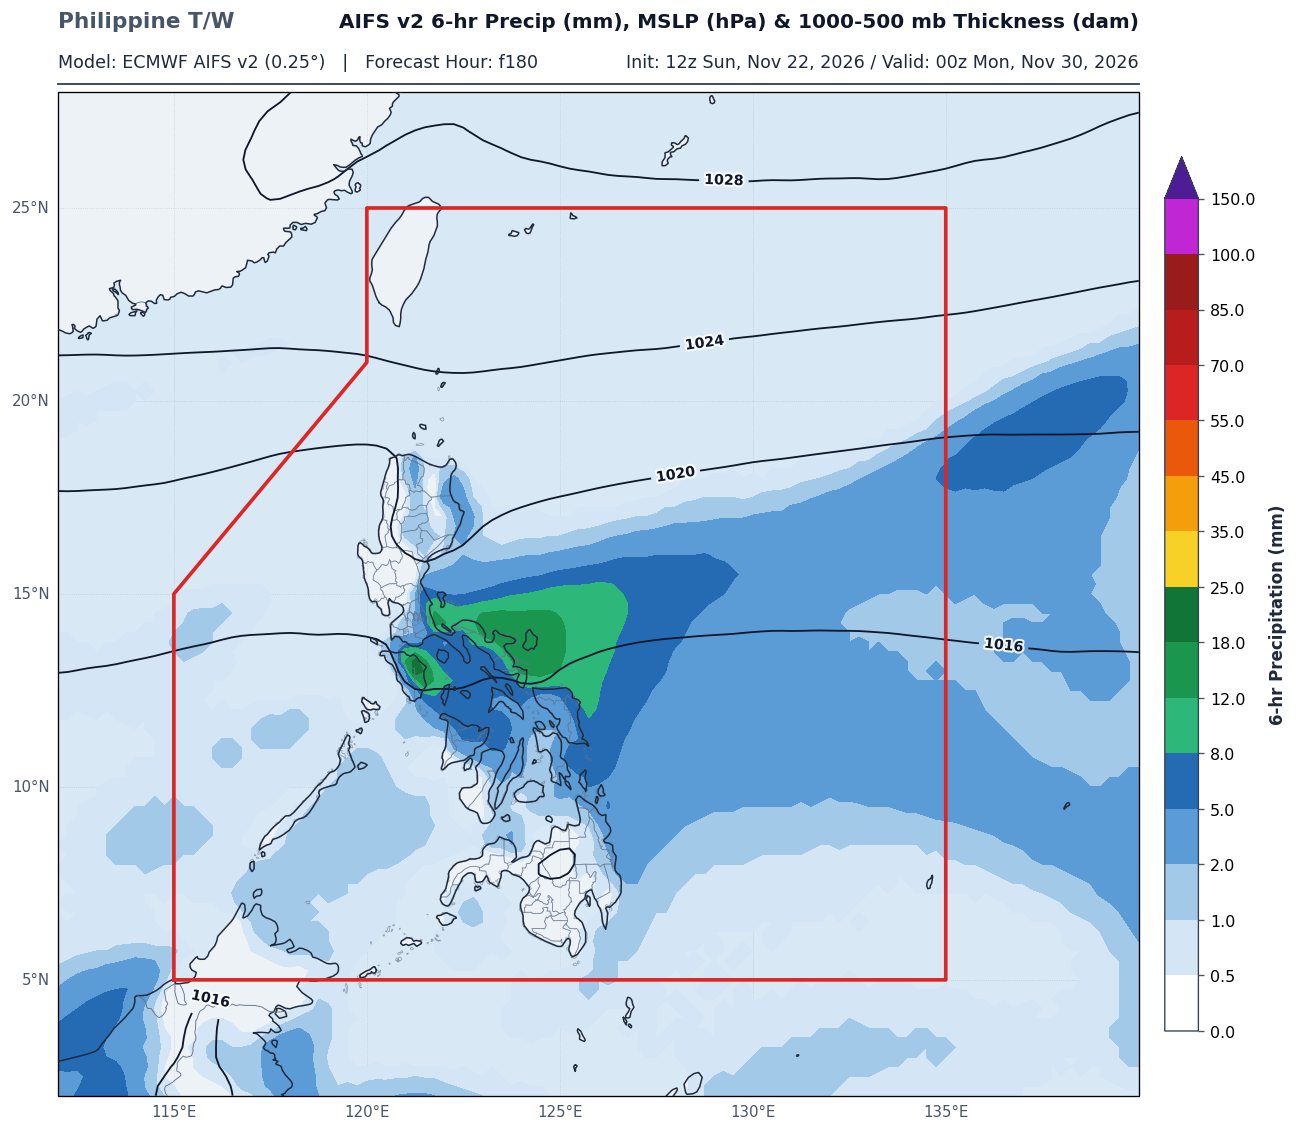 Philippine T/W
AIFS v2 6-hr Precip (mm), MSLP (hPa) & 1000-500 mb Thickness (dam)
Model: ECMWF AIFS v2 (0.25°) | Forecast Hour: f180
Init: 12z Sun, Nov 22, 2026 / Valid: 00z Mon, Nov 30, 2026
1028
1024
1020
1016
1016
25°N
20°N
15°N
10°N
5°N
115°E
120°E
125°E
130°E
135°E
150.0
100.0
85.0
70.0
55.0
45.0
35.0
25.0
18.0
12.0
8.0
5.0
2.0
1.0
0.5
0.0
6-hr Precipitation (mm)